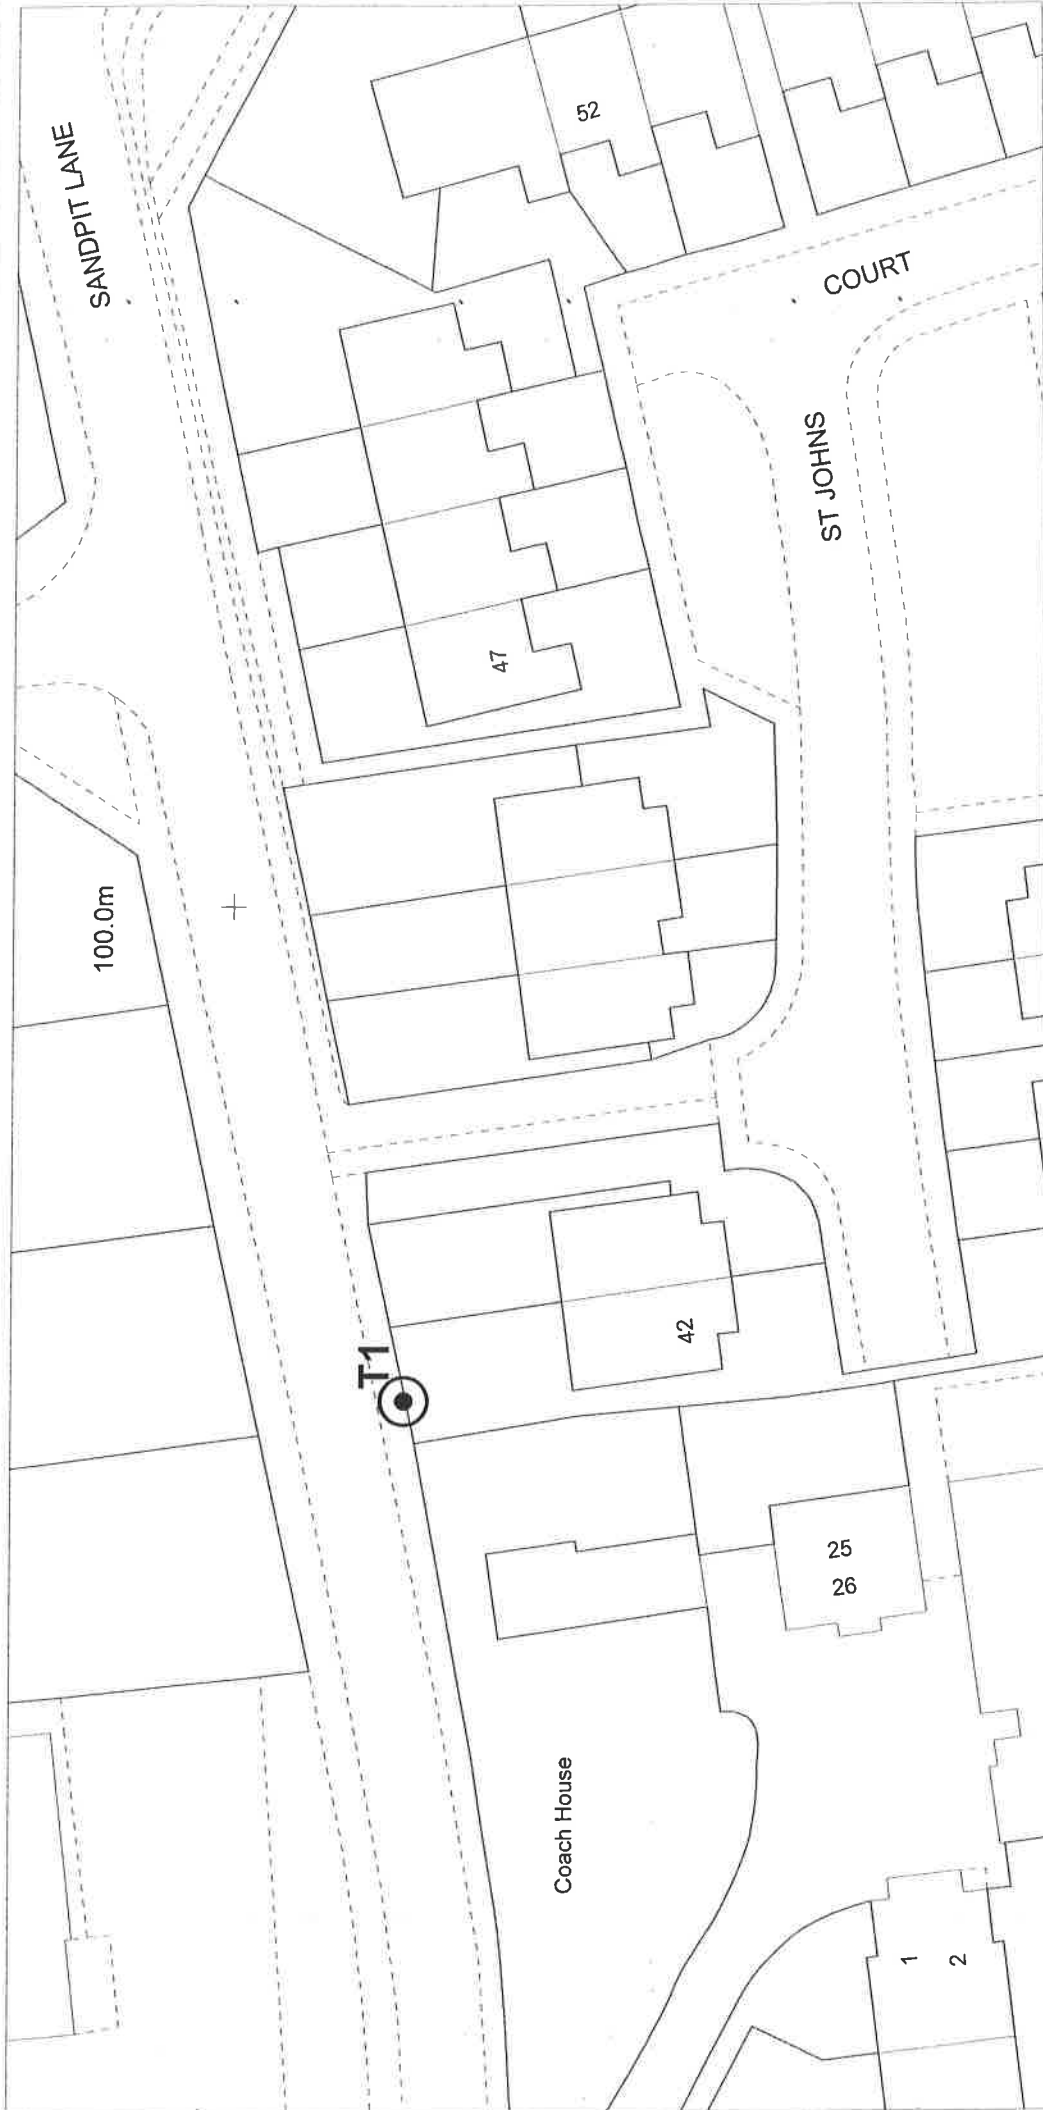 SANDPIT LANE
52
COURT
ST JOHNS
47
100.0m
T1
42
25
26
Coach House
1
2